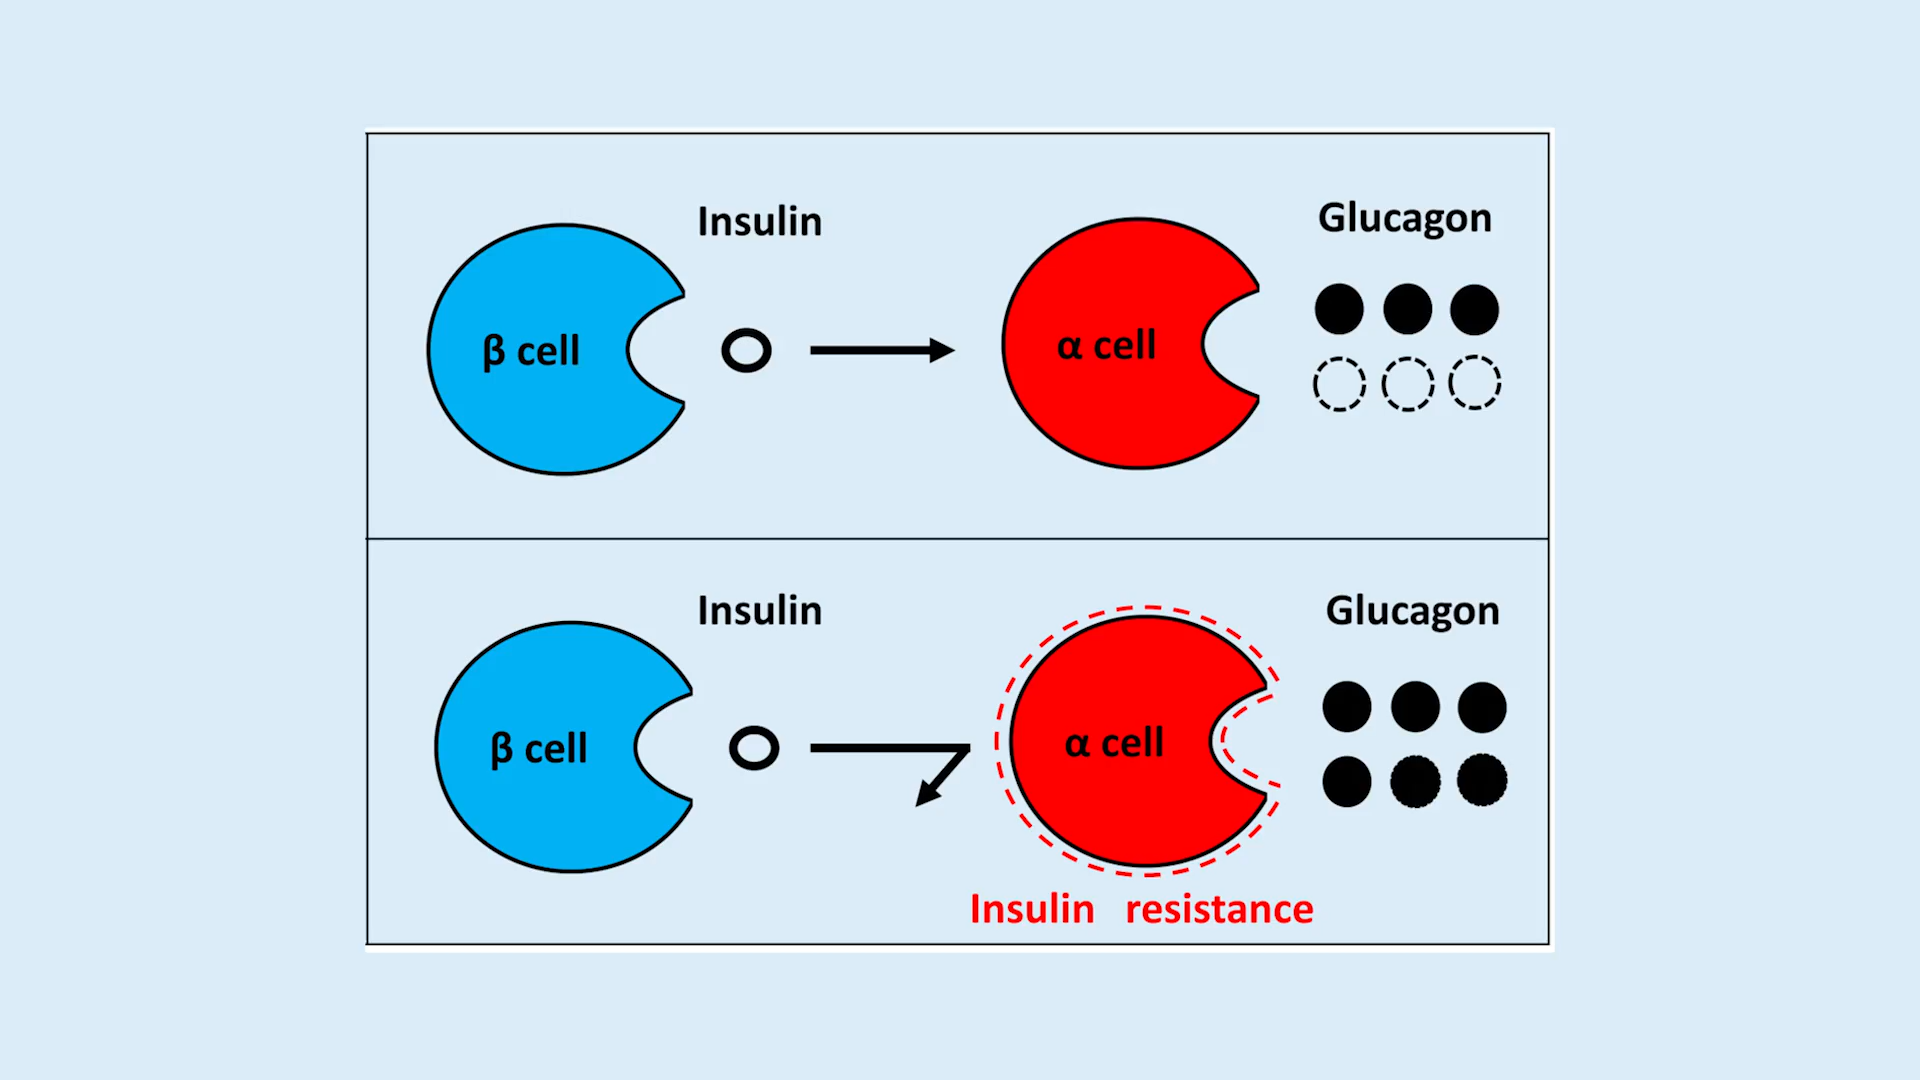 Insulin
Glucagon
β cell
α cell
Insulin
Glucagon
β cell
α cell
Insulin resistance